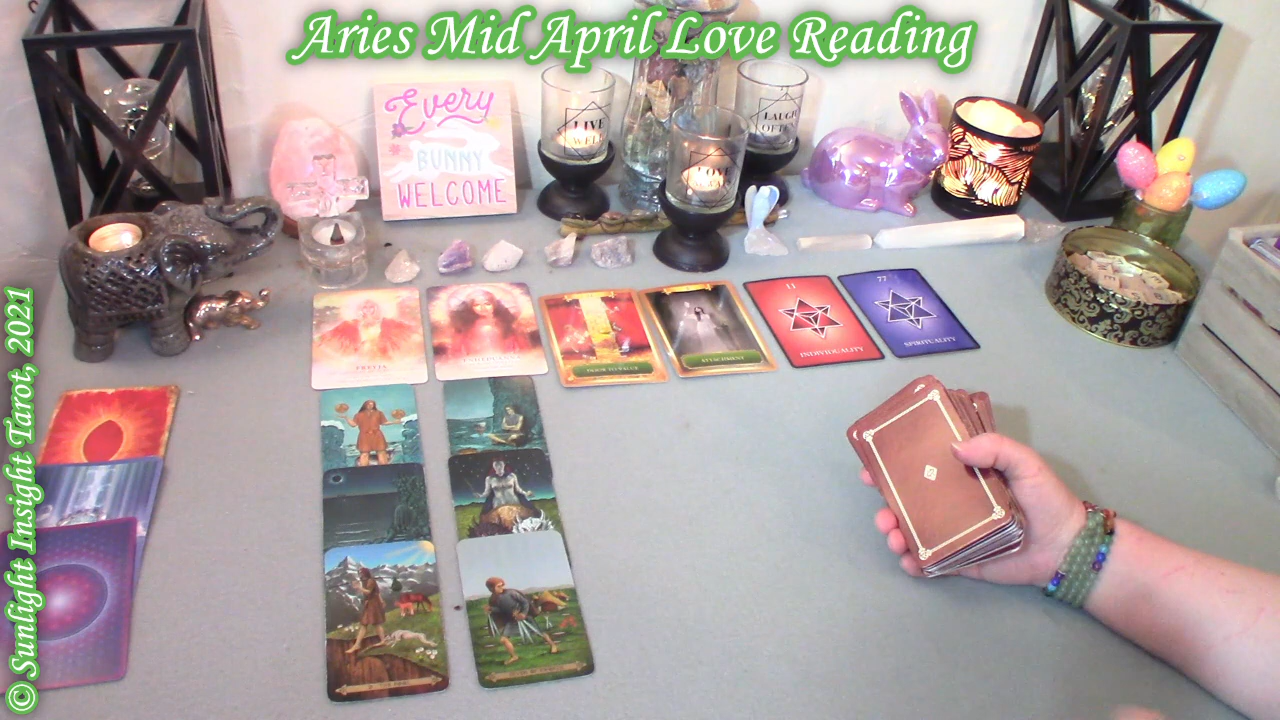 Aries Mid April Love Reading
Every
BUNNY
WELCOME
LIVE
WELL
LAUGH
OFTEN
11
INDIVIDUALITY
77
SPIRITUALITY
ATTACHMENT
© Sunlight Insight Tarot, 2021